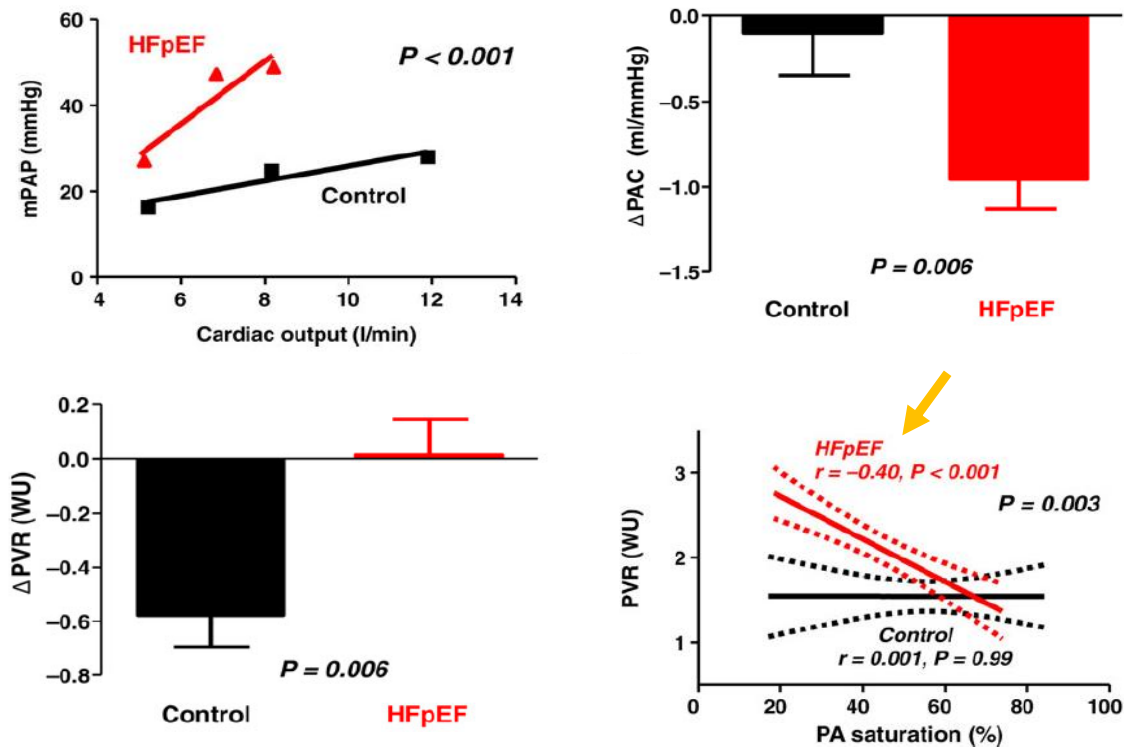 60
40
20
0
mPAP (mmHg)
HFpEF
P < 0.001
Control
4 6 8 10 12 14
Cardiac output (l/min)
0.0
−0.5
−1.0
−1.5
Δ PAC (ml/mmHg)
P = 0.006
Control HFpEF
0.2
0.0
−0.2
−0.4
−0.6
−0.8
Δ PVR (WU)
P = 0.006
Control HFpEF
3
2
1
PVR (WU)
HFpEF
r = −0.40, P < 0.001
P = 0.003
Control
r = 0.001, P = 0.99
0 20 40 60 80 100
PA saturation (%)